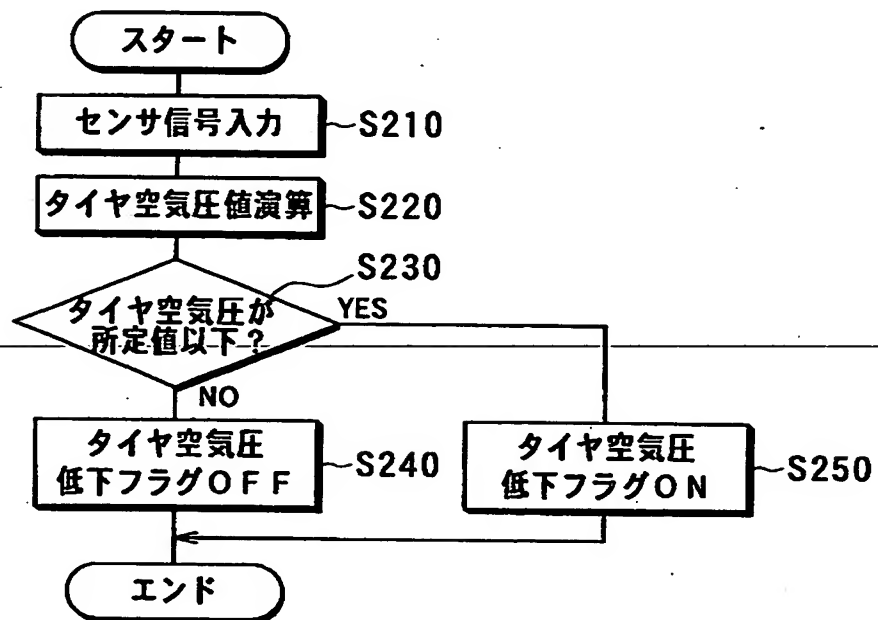 スタート
センサ信号入力
S210
タイヤ空気圧値演算
S220
S230
タイヤ空気圧が
所定値以下?
YES
NO
タイヤ空気圧
低下フラグOFF
S240
タイヤ空気圧
低下フラグON
S250
エンド